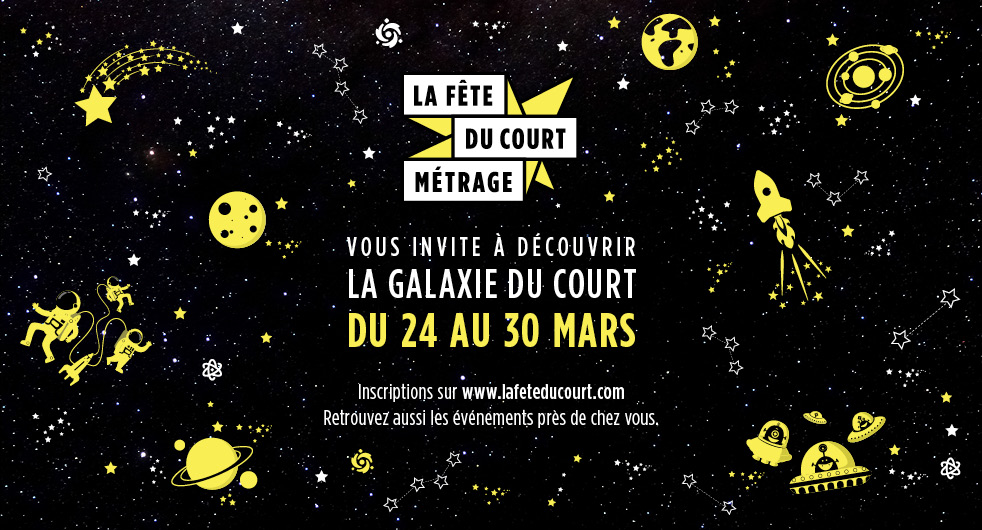 LA FÊTE
DU COURT
MÉTRAGE
VOUS INVITE À DÉCOUVRIR
LA GALAXIE DU COURT
DU 24 AU 30 MARS
Inscriptions sur www.lafeteducourt.com
Retrouvez aussi les événements près de chez vous.